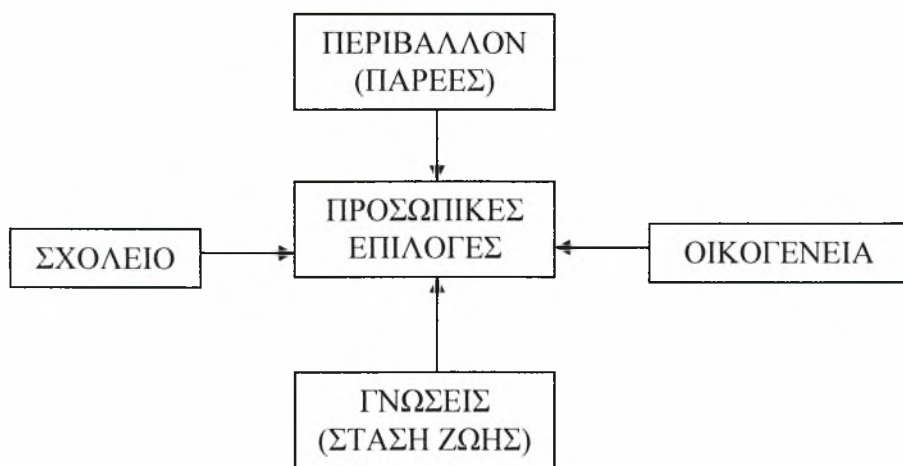 ΠΕΡΙΒΑΛΛΟΝ
(ΠΑΡΕΕΣ)
ΠΡΟΣΩΠΙΚΕΣ
ΕΠΙΛΟΓΕΣ
ΣΧΟΛΕΙΟ
ΟΙΚΟΓΕΝΕΙΑ
ΓΝΩΣΕΙΣ
(ΣΤΑΣΗ ΖΩΗΣ)